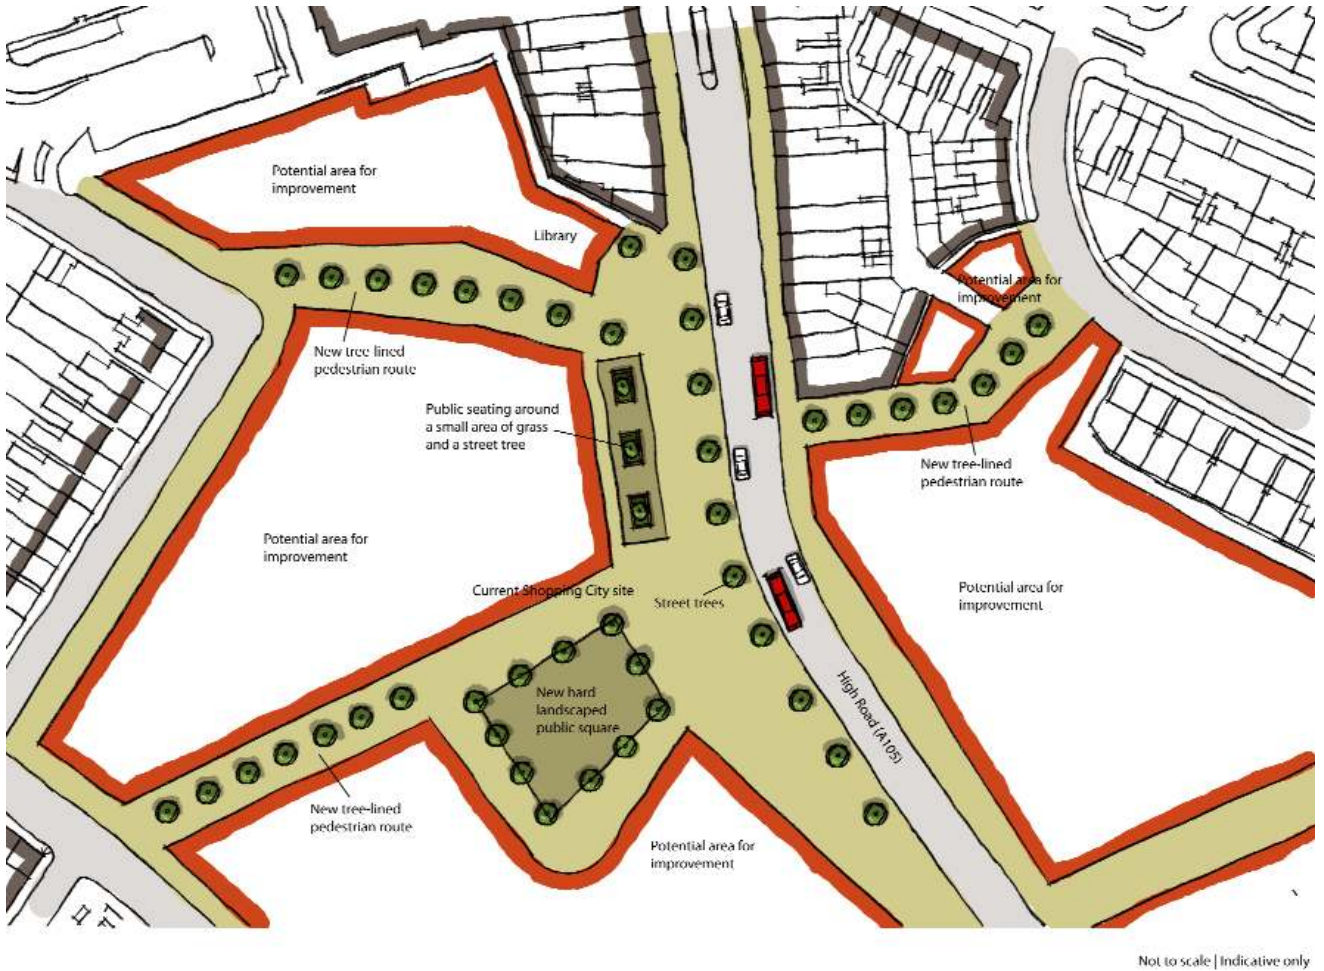 Potential area for
improvement
Library
Potential area for
improvement
New tree-lined
pedestrian route
Public seating around
a small area of grass
and a street tree
New tree-lined
pedestrian route
Potential area for
improvement
Current Shopping City site
Street trees
Potential area for
improvement
New hard
landscaped
public square
High Road (A105)
New tree-lined
pedestrian route
Potential area for
improvement
Not to scale | Indicative only